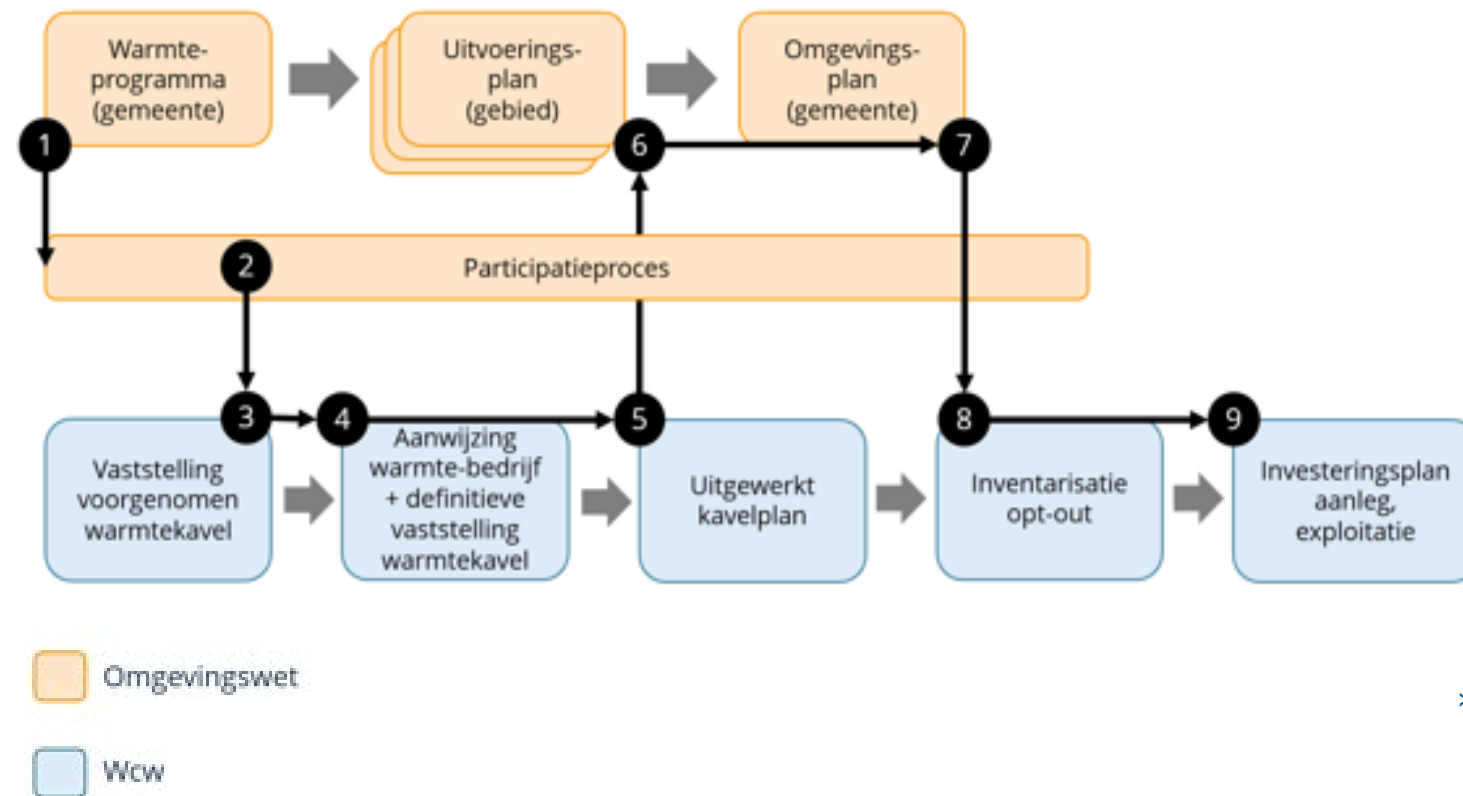 Warmte-
programma
(gemeente)
Uitvoerings-
plan
(gebied)
Omgevings-
plan
(gemeente)
1
6
7
2
Participatieproces
3
4
5
8
9
Vaststelling
voorgenomen
warmtekavel
Aanwijzing
warmte-bedrijf
+ definitieve
vaststelling
warmtekavel
Uitgewerkt
kavelplan
Inventarisatie
opt-out
Investeringsplan
aanleg,
exploitatie
Omgevingswet
Wcw